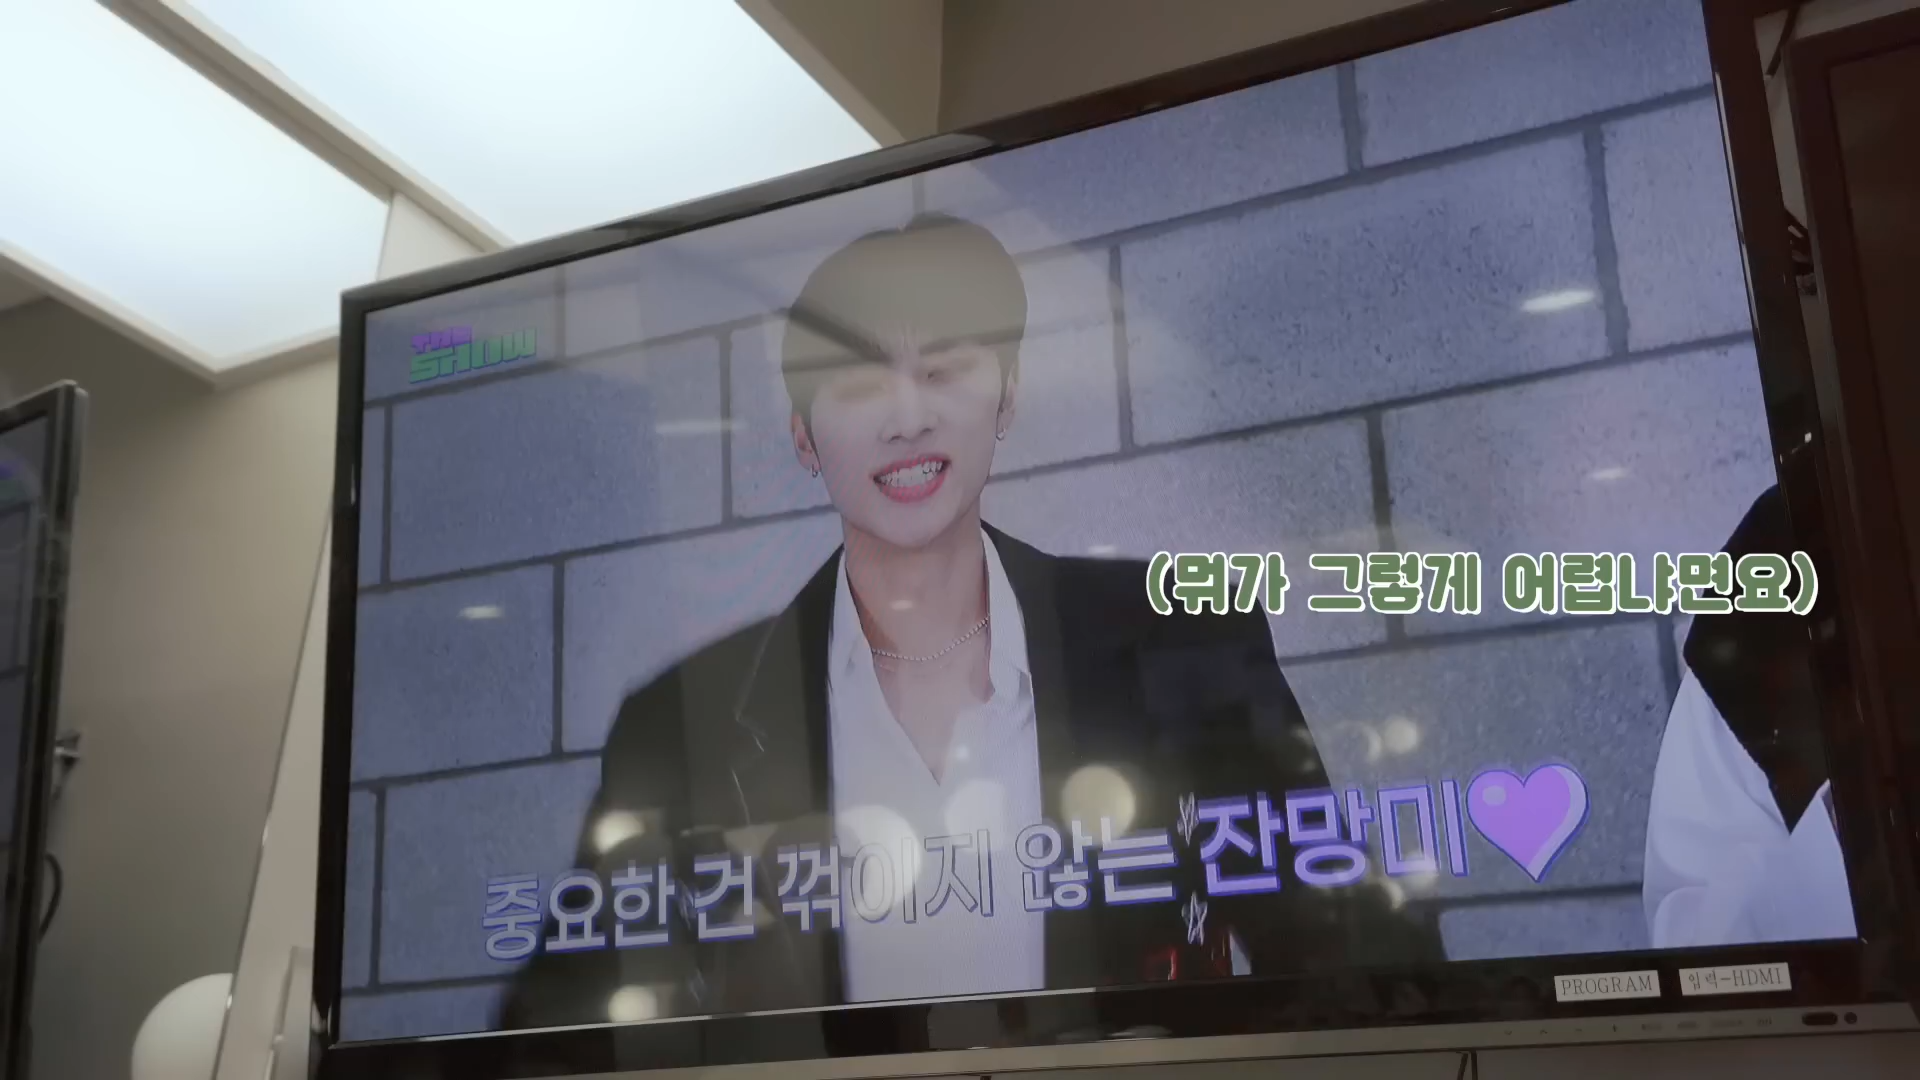 THE
SHOW
(뭐가 그렇게 어렵냐면요)
중요한 건 꺾이지 않는 잔망미
PROGRAM
입력-HDMI